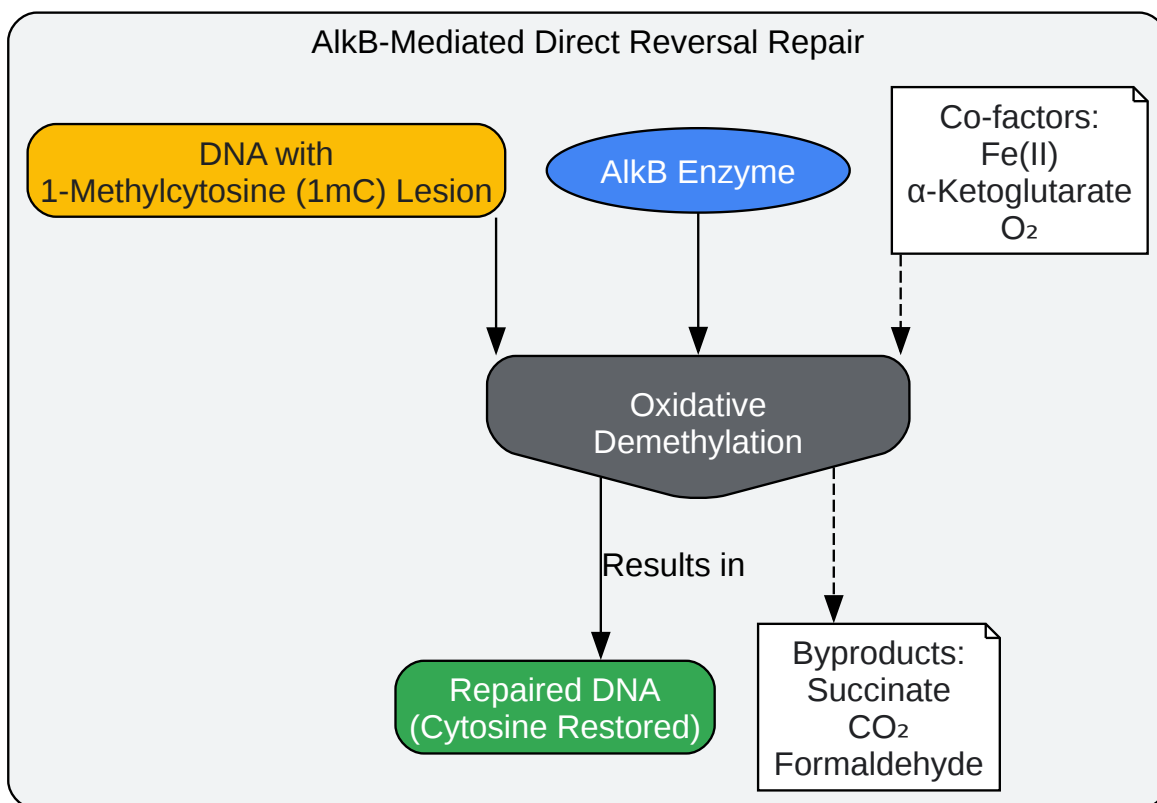 AlkB-Mediated Direct Reversal Repair
DNA with
1-Methylcytosine (1mC) Lesion
AlkB Enzyme
Co-factors:
Fe(II)
α-Ketoglutarate
O₂
Oxidative
Demethylation
Results in
Repaired DNA
(Cytosine Restored)
Byproducts:
Succinate
CO₂
Formaldehyde